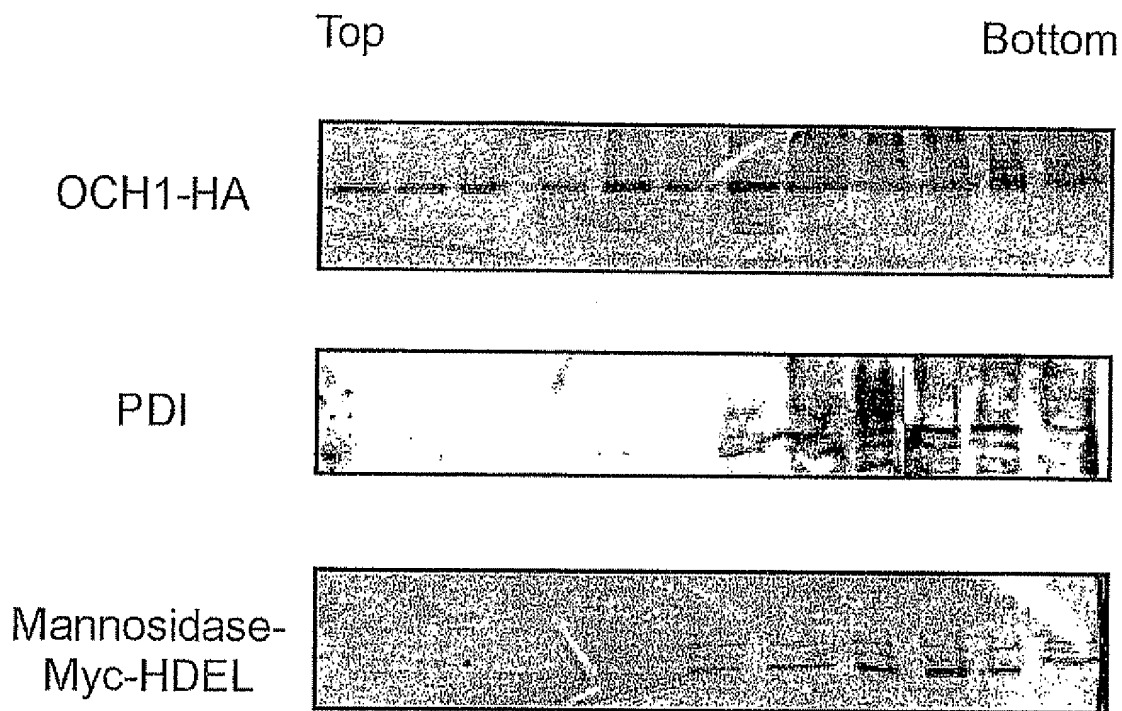 Top
Bottom
OCH1-HA
PDI
Mannosidase-
Myc-HDEL